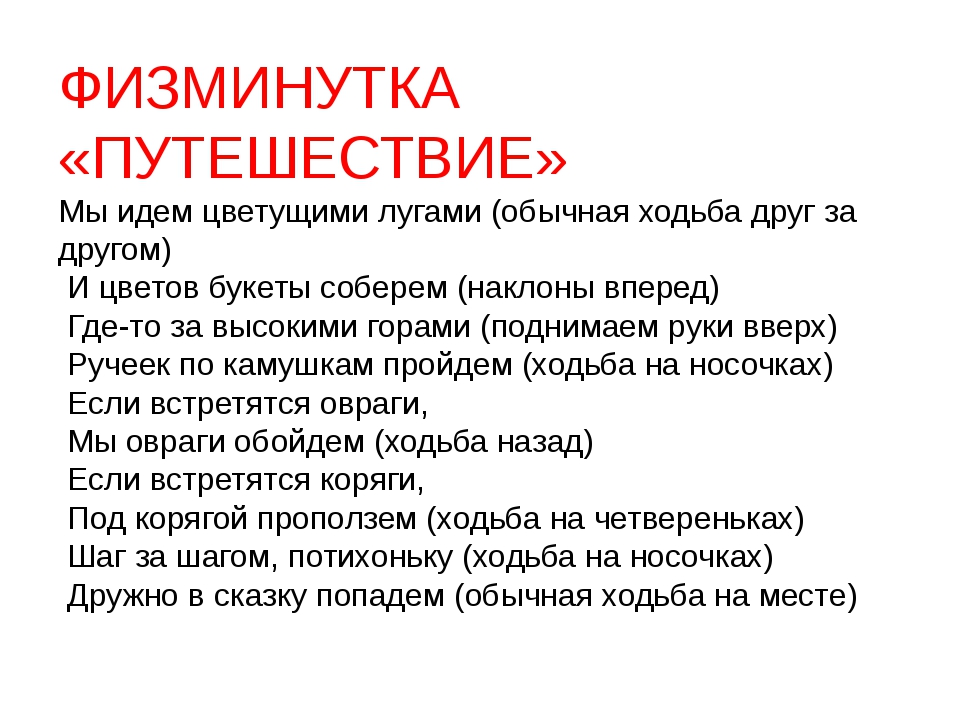 ФИЗМИНУТКА
«ПУТЕШЕСТВИЕ»
Мы идем цветущими лугами (обычная ходьба друг за
другом)
И цветов букеты соберем (наклоны вперед)
Где-то за высокими горами (поднимаем руки вверх)
Ручеек по камушкам пройдем (ходьба на носочках)
Если встретятся овраги,
Мы овраги обойдем (ходьба назад)
Если встретятся коряги,
Под корягой проползем (ходьба на четвереньках)
Шаг за шагом, потихоньку (ходьба на носочках)
Дружно в сказку попадем (обычная ходьба на месте)